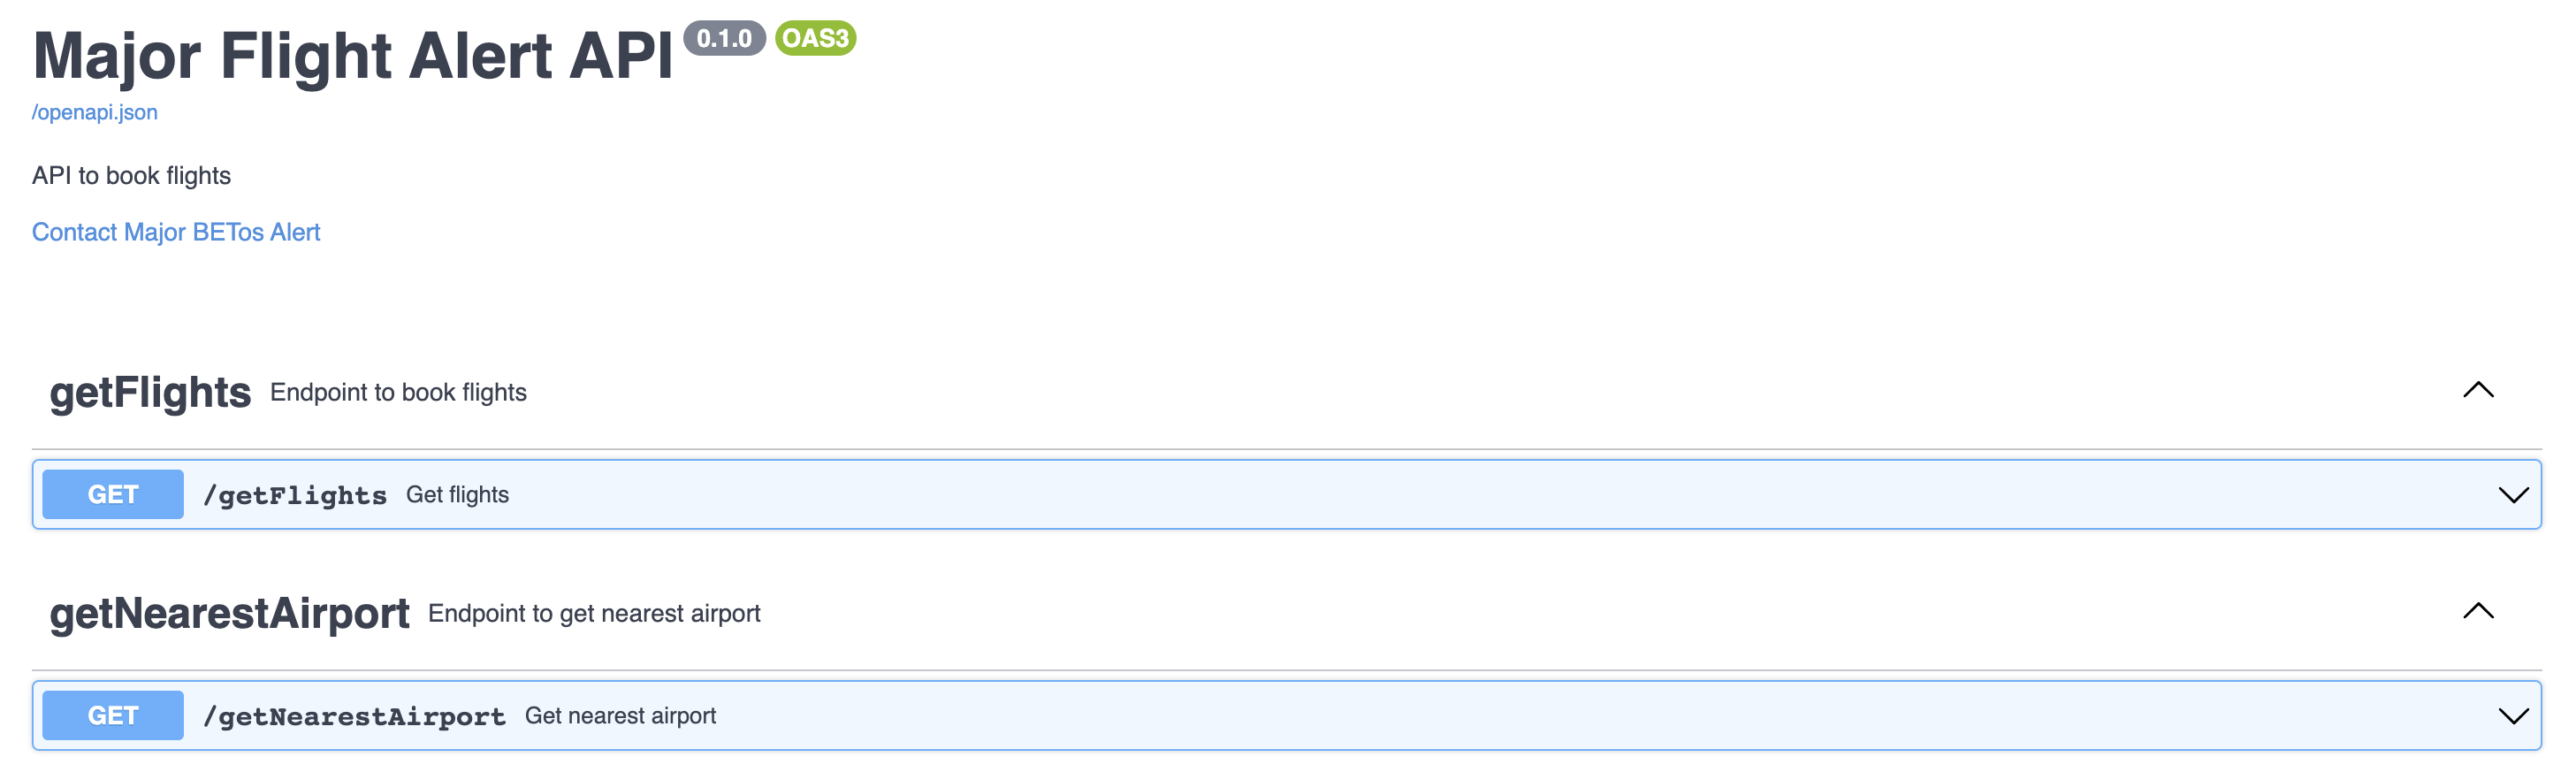 Major Flight Alert API 0.1.0 OAS3
/openapi.json
API to book flights
Contact Major BETos Alert
getFlights Endpoint to book flights
GET /getFlights Get flights
getNearestAirport Endpoint to get nearest airport
GET /getNearestAirport Get nearest airport